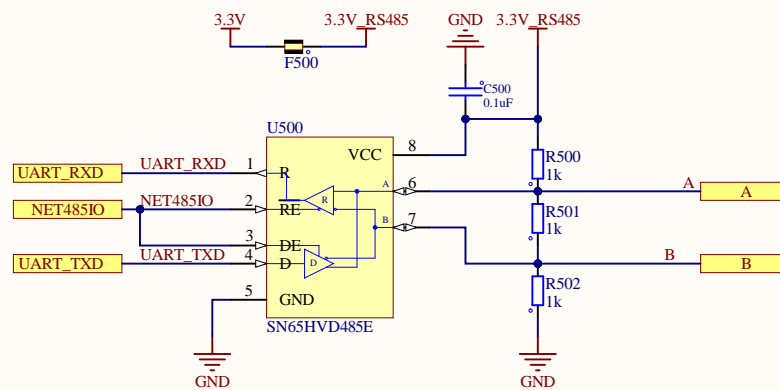 3.3V
3.3V_RS485
F500
GND
3.3V_RS485
C500
0.1uF
U500
8
VCC
R500
1k
UART_RXD
UART_RXD
1
R
A
6
A
A
R
NET485IO
NET485IO
2
RE
B
7
R501
1k
3
DE
UART_TXD
UART_TXD
4
D
D
B
B
5
GND
R502
1k
SN65HVD485E
GND
GND